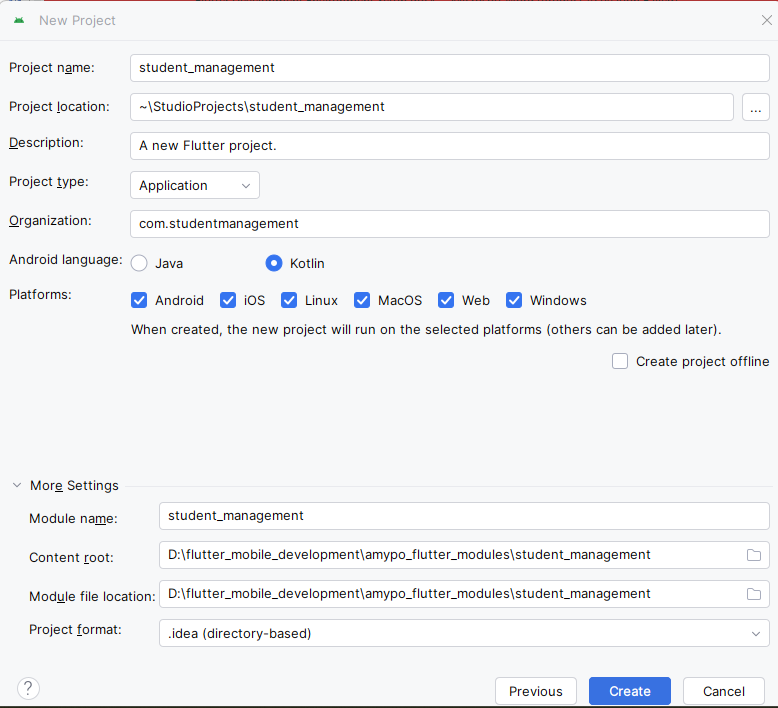 New Project
Project name: student_management
Project location: ~\StudioProjects\student_management ...
Description: A new Flutter project.
Project type: Application
Organization: com.studentmanagement
Android language: Java Kotlin
Platforms: Android iOS Linux MacOS Web Windows
When created, the new project will run on the selected platforms (others can be added later).
Create project offline
More Settings
Module name: student_management
Content root: D:\flutter_mobile_development\amypo_flutter_modules\student_management
Module file location: D:\flutter_mobile_development\amypo_flutter_modules\student_management
Project format: .idea (directory-based)
? Previous Create Cancel